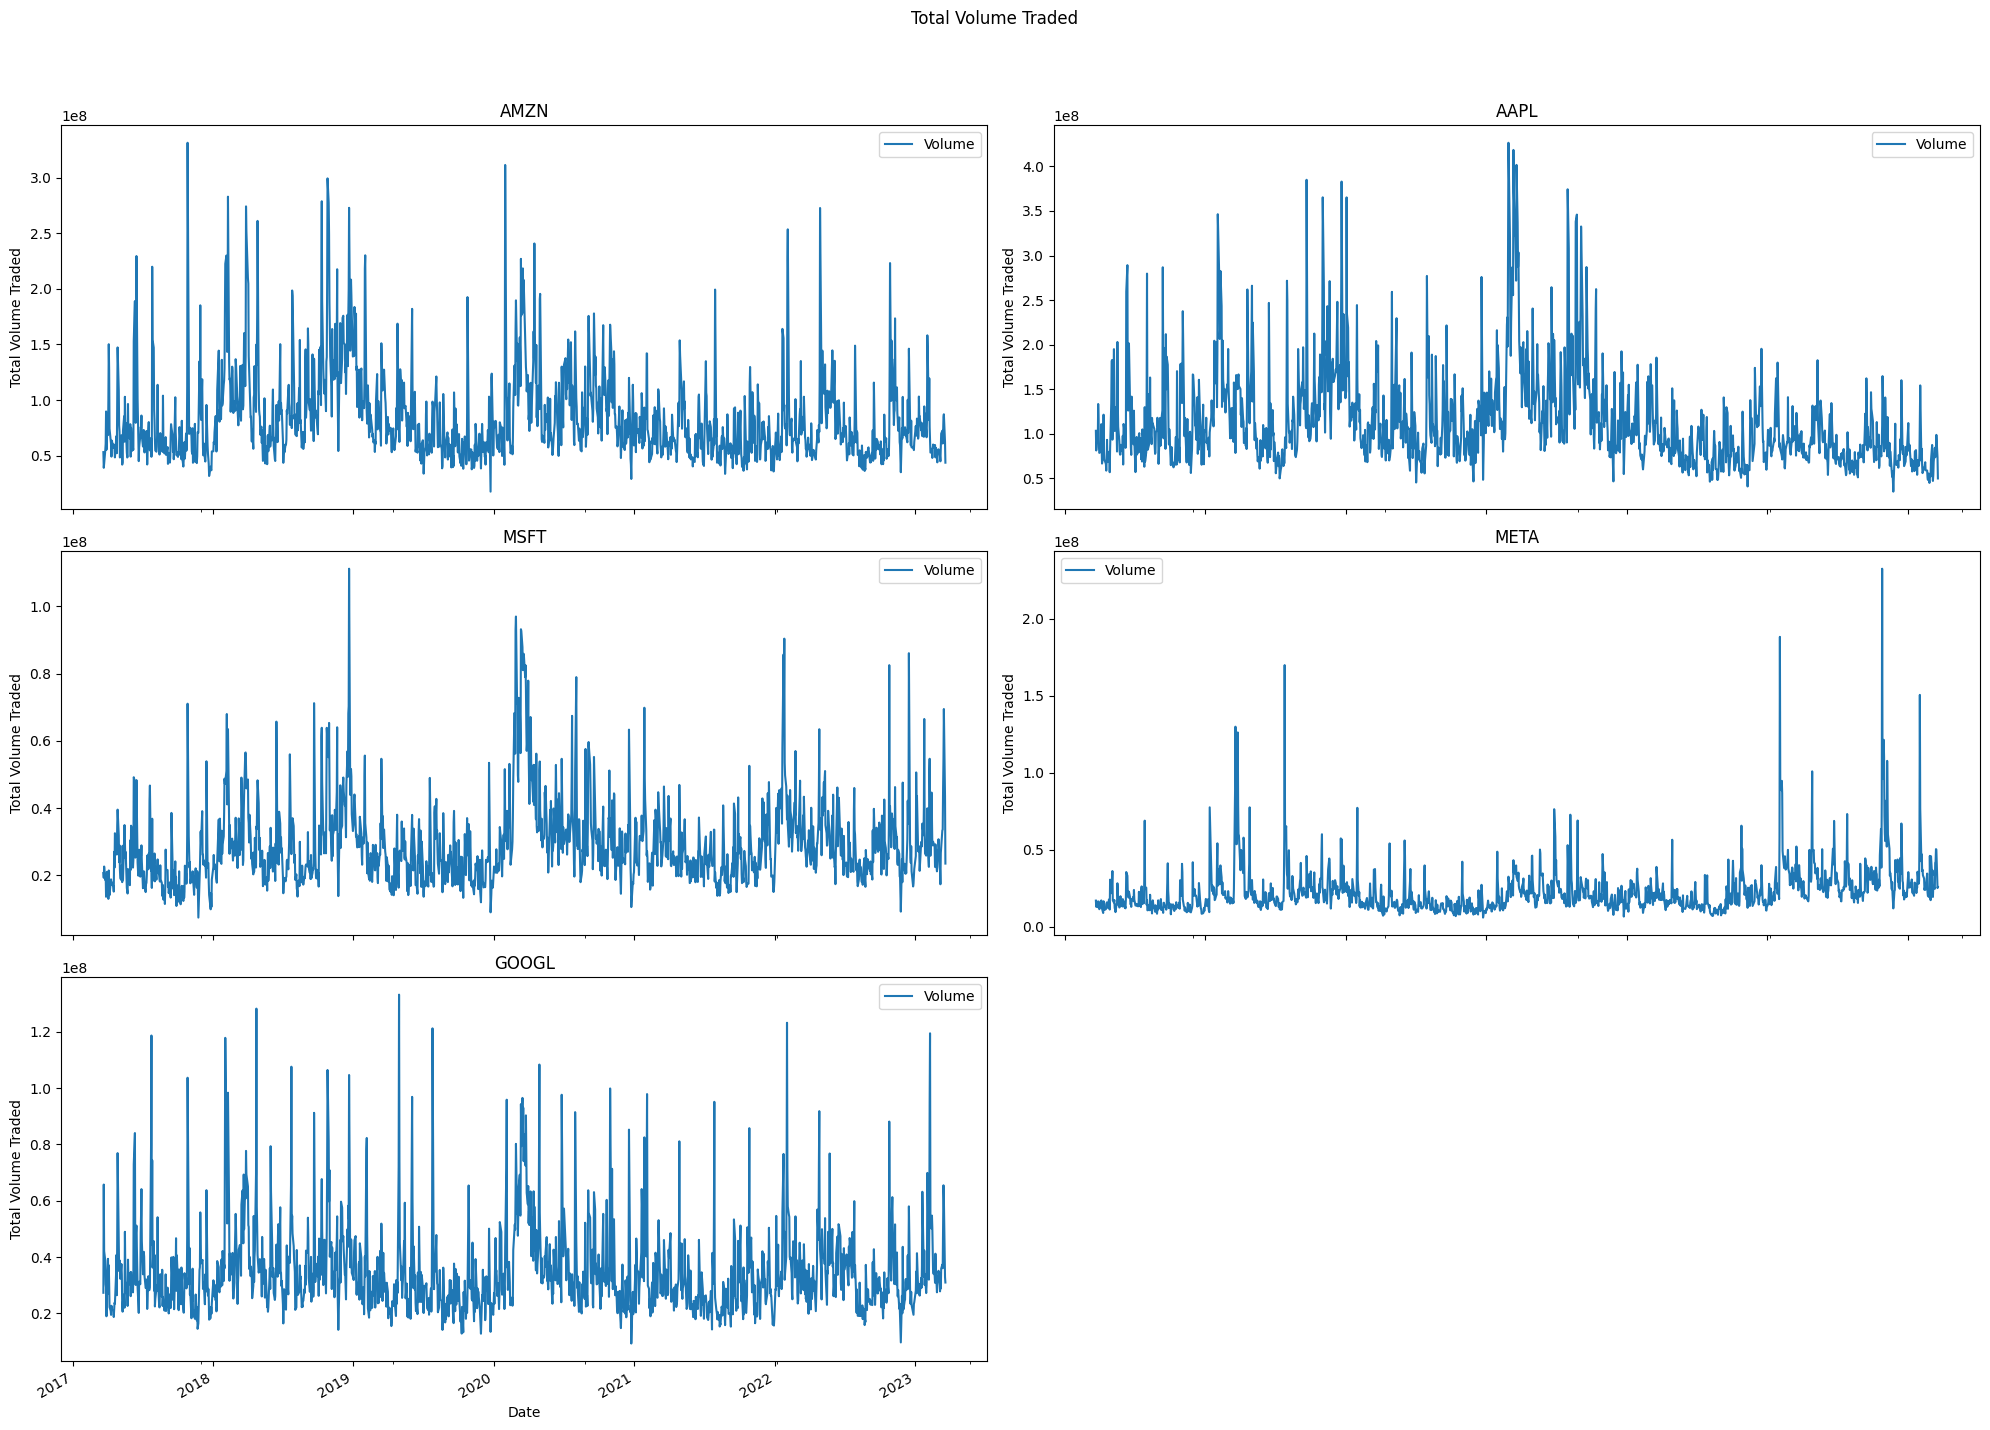 Total Volume Traded
AMZN
1e8
Volume
3.0
2.5
2.0
1.5
1.0
0.5
Total Volume Traded
AAPL
1e8
Volume
4.0
3.5
3.0
2.5
2.0
1.5
1.0
0.5
Total Volume Traded
MSFT
1e8
Volume
1.0
0.8
0.6
0.4
0.2
Total Volume Traded
META
1e8
Volume
2.0
1.5
1.0
0.5
0.0
Total Volume Traded
GOOGL
1e8
Volume
1.2
1.0
0.8
0.6
0.4
0.2
Total Volume Traded
2017 2018 2019 2020 2021 2022 2023
Date